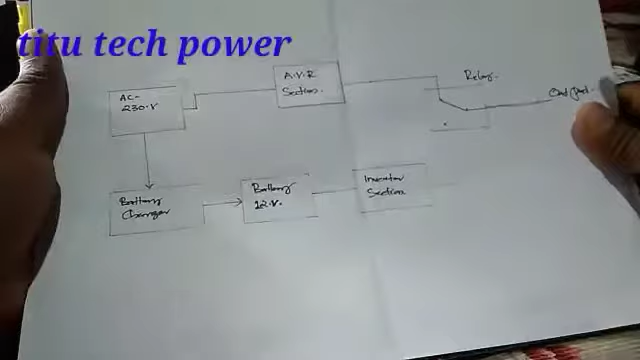 titu tech power
AC-
230-V
A.V.R
Section.
Relay.
Out Put.
Battery
Charger
Battery
12.V.
Inverter
Section.